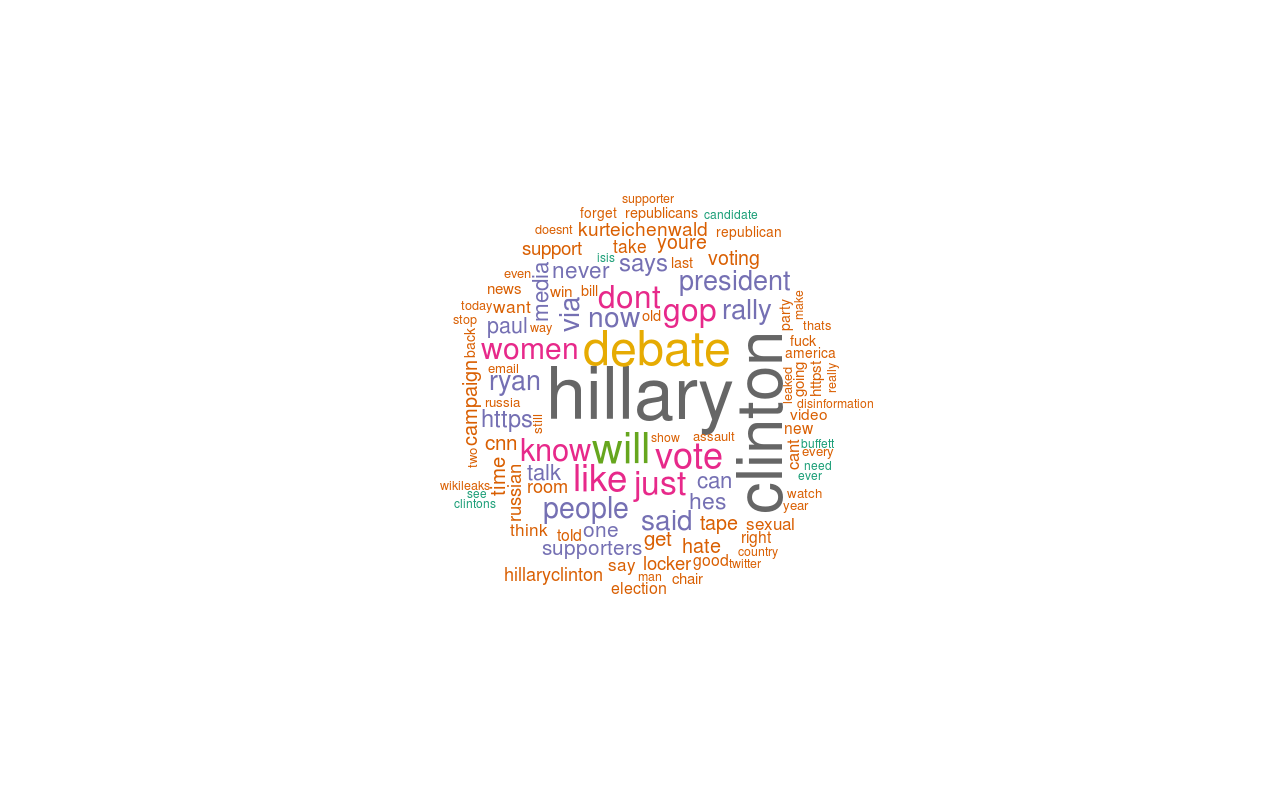 supporter
forget republicans candidate
doesnt kurteichenwald republican
support take youre voting
isis
even never says last president
media
news win bill dont gop rally
today want via now old party make
stop paul way thats
back women debate clinton fuck
america
email hillary leaked going httpst really
campaign ryan
russia disinformation
https still video
new
cnn know will show assault vote cant buffett
two every
time talk like just can need
wikileaks ever
see russian room hes watch
clintons people year
said tape sexual
think told one get right
supporters hate country
hillaryclinton say locker good twitter
man chair
election